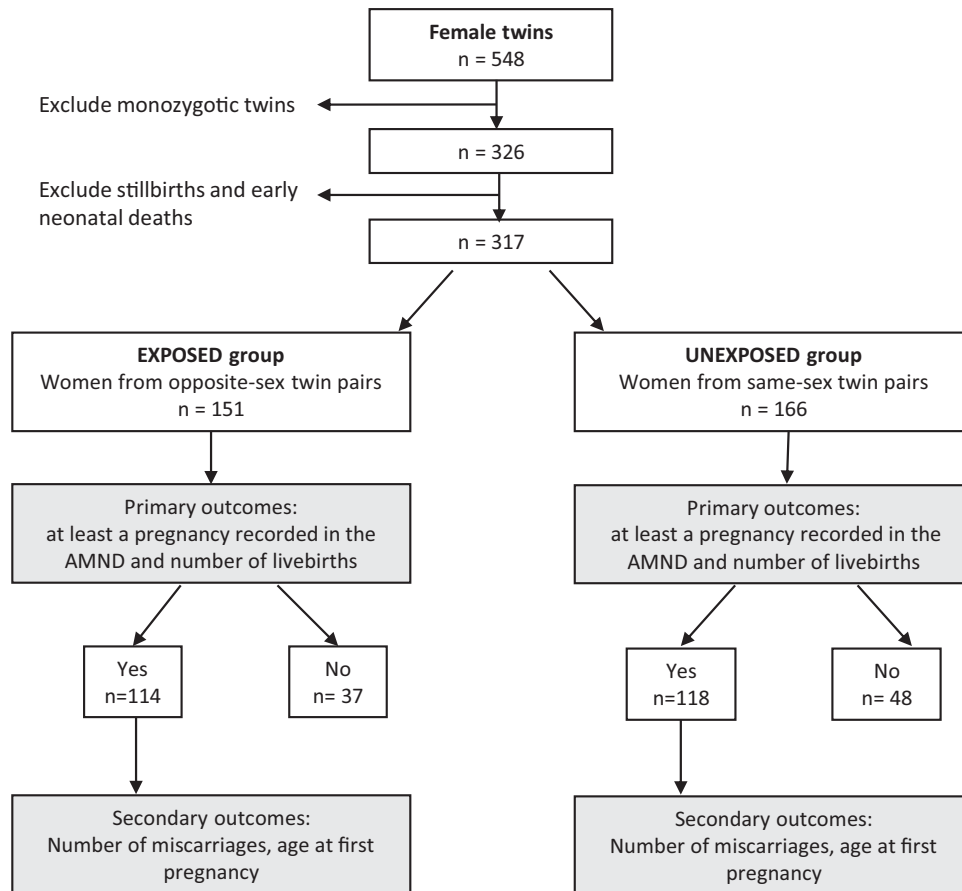 Female twins
n = 548
Exclude monozygotic twins
n = 326
Exclude stillbirths and early
neonatal deaths
n = 317
EXPOSED group
Women from opposite-sex twin pairs
n = 151
UNEXPOSED group
Women from same-sex twin pairs
n = 166
Primary outcomes:
at least a pregnancy recorded in the
AMND and number of livebirths
Primary outcomes:
at least a pregnancy recorded in the
AMND and number of livebirths
Yes
n=114
No
n= 37
Yes
n=118
No
n= 48
Secondary outcomes:
Number of miscarriages, age at first
pregnancy
Secondary outcomes:
Number of miscarriages, age at first
pregnancy